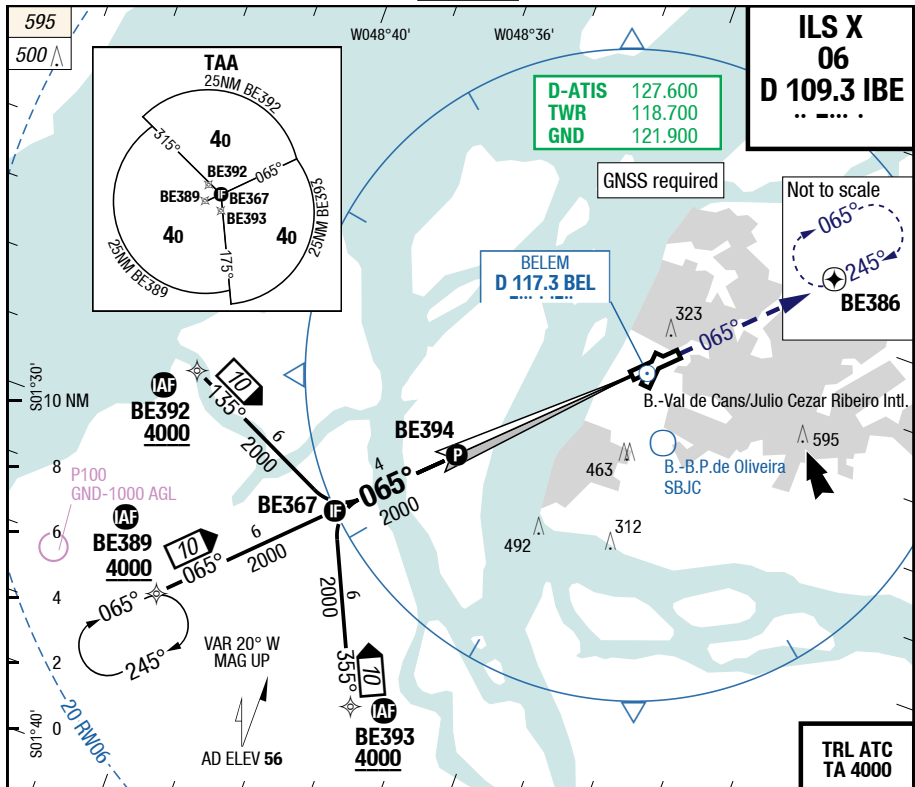 595
500
W048°40'
W048°36'
ILS X
06
D 109.3 IBE
TAA
25NM BE392
40
315°
BE392
065°
BE389
IF
BE367
BE393
40
40
25NM BE393
175°
25NM BE389
D-ATIS 127.600
TWR 118.700
GND 121.900
GNSS required
Not to scale
065°
245°
BE386
BELEM
D 117.3 BEL
323
065°
S01°30'
10 NM
IAF
BE392
4000
10
135°
6
2000
B.-Val de Cans/Julio Cezar Ribeiro Intl.
BE394
P
595
8
P100
GND-1000 AGL
463
B.-B.P.de Oliveira
SBJC
BE367
IF
4
065°
2000
IAF
BE389
4000
10
065°
6
2000
6
492
312
4
065°
245°
6
2000
355°
10
VAR 20° W
MAG UP
2
IAF
BE393
4000
20 RW06
S01°40'
0
AD ELEV 56
TRL ATC
TA 4000